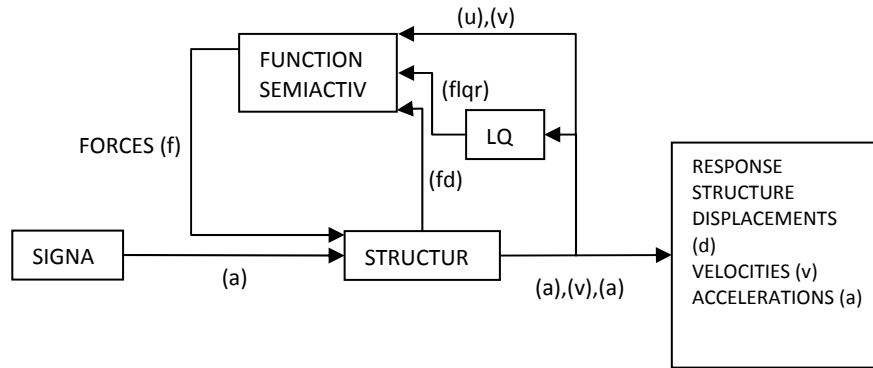 (u),(v)
FUNCTION
SEMIACTIV
(flqr)
LQ
FORCES (f)
(fd)
SIGNA
(a)
STRUCTUR
(a),(v),(a)
RESPONSE
STRUCTURE
DISPLACEMENTS
(d)
VELOCITIES (v)
ACCELERATIONS (a)